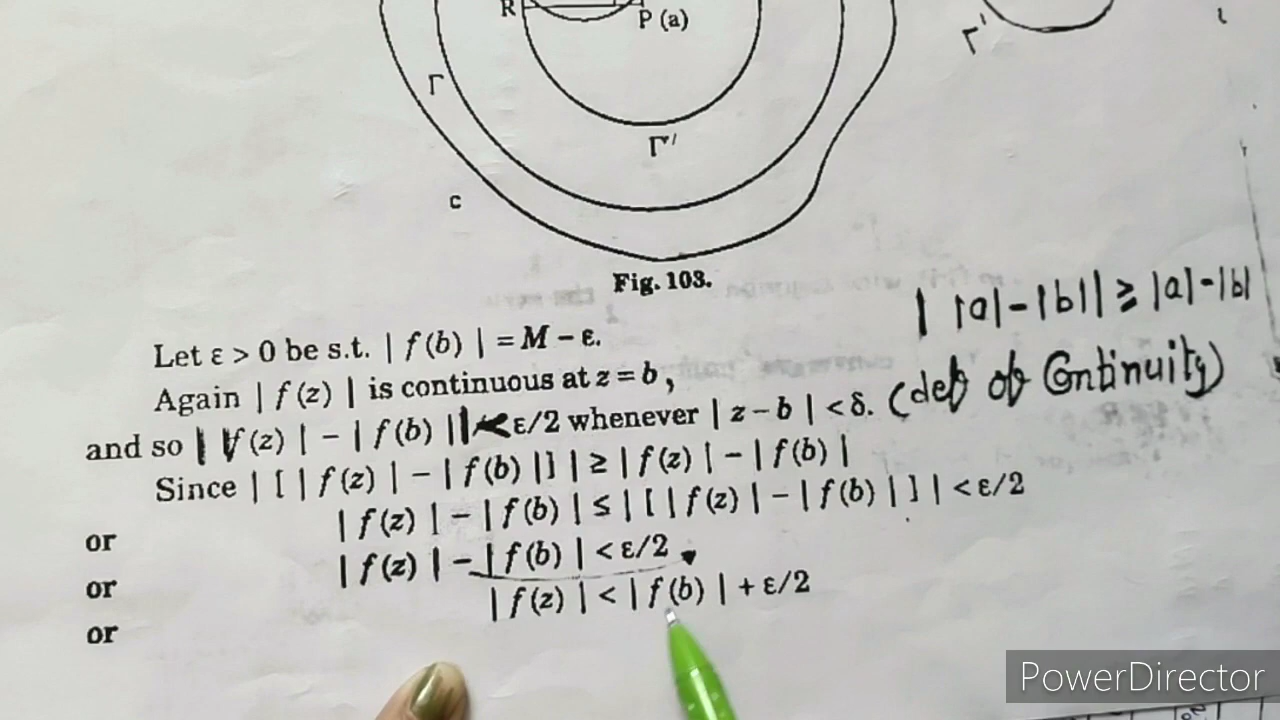 R
P (a)
Γ'
Γ
Γ'
c
Fig. 103.
| |a|-|b|| ≥ |a|-|b|
Let ε > 0 be s.t. | f (b) | = M – ε.
Again | f (z) | is continuous at z = b ,
(def of Continuity)
and so | | f (z) | – | f (b) | | < ε/2 whenever | z – b | < δ.
Since | [ | f (z) | – | f (b) | ] | ≥ | f (z) | – | f (b) |
or | f (z) | – | f (b) | ≤ | [ | f (z) | – | f (b) | ] | < ε/2
or | f (z) | – | f (b) | < ε/2
or | f (z) | < | f (b) | + ε/2
PowerDirector